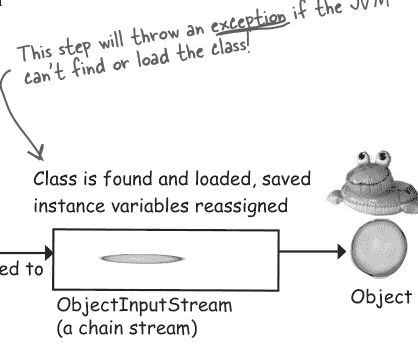 This step will throw an exception if the JVM
can't find or load the class!
Class is found and loaded, saved
instance variables reassigned
ed to
ObjectInputStream
(a chain stream)
Object